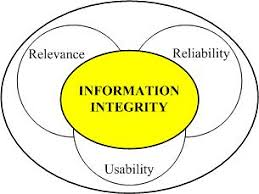 Relevance
Reliability
INFORMATION
INTEGRITY
Usability